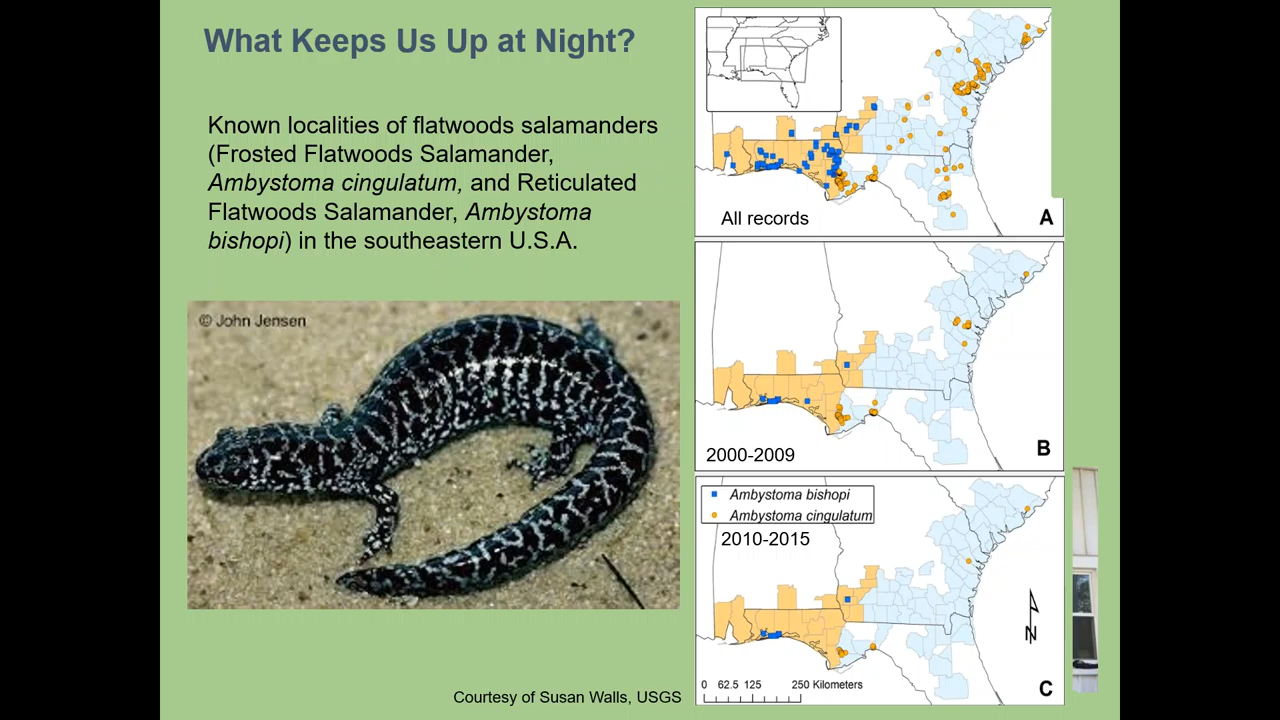 What Keeps Us Up at Night?
Known localities of flatwoods salamanders
(Frosted Flatwoods Salamander,
Ambystoma cingulatum, and Reticulated
Flatwoods Salamander, Ambystoma
bishopi) in the southeastern U.S.A.
© John Jensen
Courtesy of Susan Walls, USGS
All records
A
2000-2009
B
Ambystoma bishopi
Ambystoma cingulatum
2010-2015
N
0 62.5 125 250 Kilometers
C